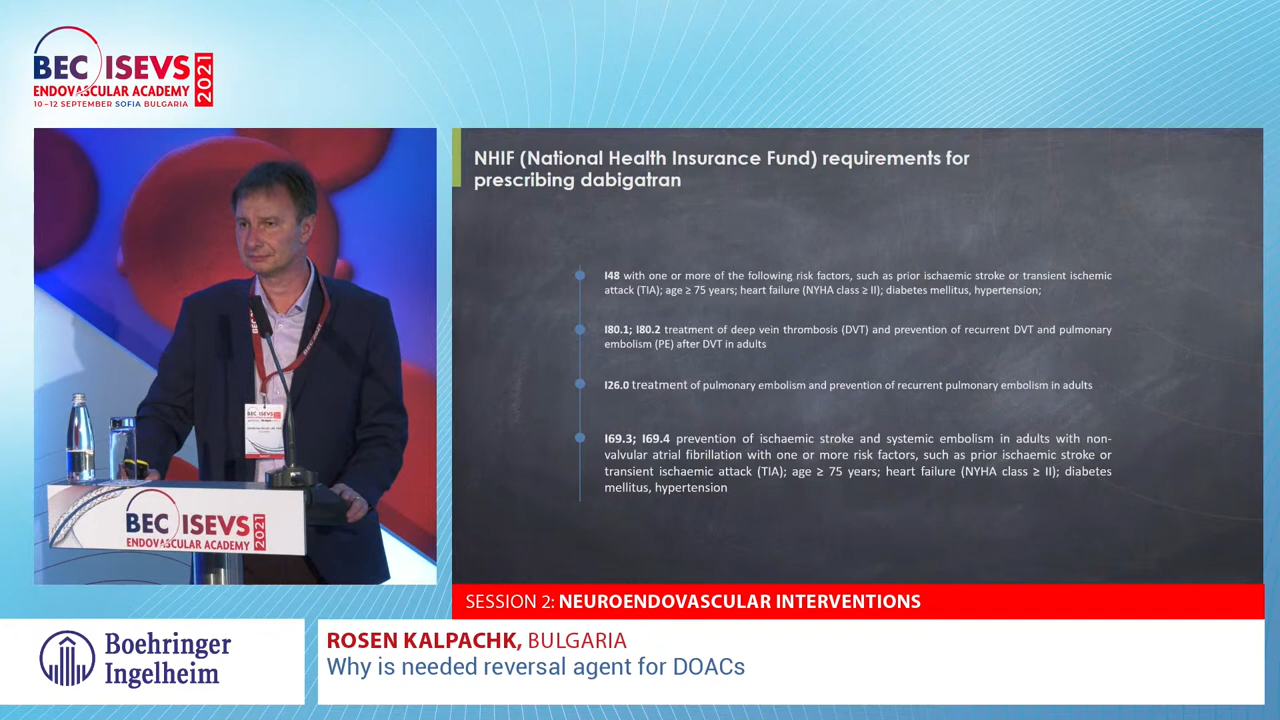 BEC ISEVS
ENDOVASCULAR ACADEMY
2021
10–12 SEPTEMBER SOFIA BULGARIA
NHIF (National Health Insurance Fund) requirements for
prescribing dabigatran
I48 with one or more of the following risk factors, such as prior ischaemic stroke or transient ischemic
attack (TIA); age ≥ 75 years; heart failure (NYHA class ≥ II); diabetes mellitus, hypertension;
I80.1; I80.2 treatment of deep vein thrombosis (DVT) and prevention of recurrent DVT and pulmonary
embolism (PE) after DVT in adults
I26.0 treatment of pulmonary embolism and prevention of recurrent pulmonary embolism in adults
I69.3; I69.4 prevention of ischaemic stroke and systemic embolism in adults with non-
valvular atrial fibrillation with one or more risk factors, such as prior ischaemic stroke or
transient ischaemic attack (TIA); age ≥ 75 years; heart failure (NYHA class ≥ II); diabetes
mellitus, hypertension
BEC ISEVS
BEC ISEVS
ENDOVASCULAR ACADEMY
2021
SESSION 2: NEUROENDOVASCULAR INTERVENTIONS
Boehringer
Ingelheim
ROSEN KALPACHK, BULGARIA
Why is needed reversal agent for DOACs